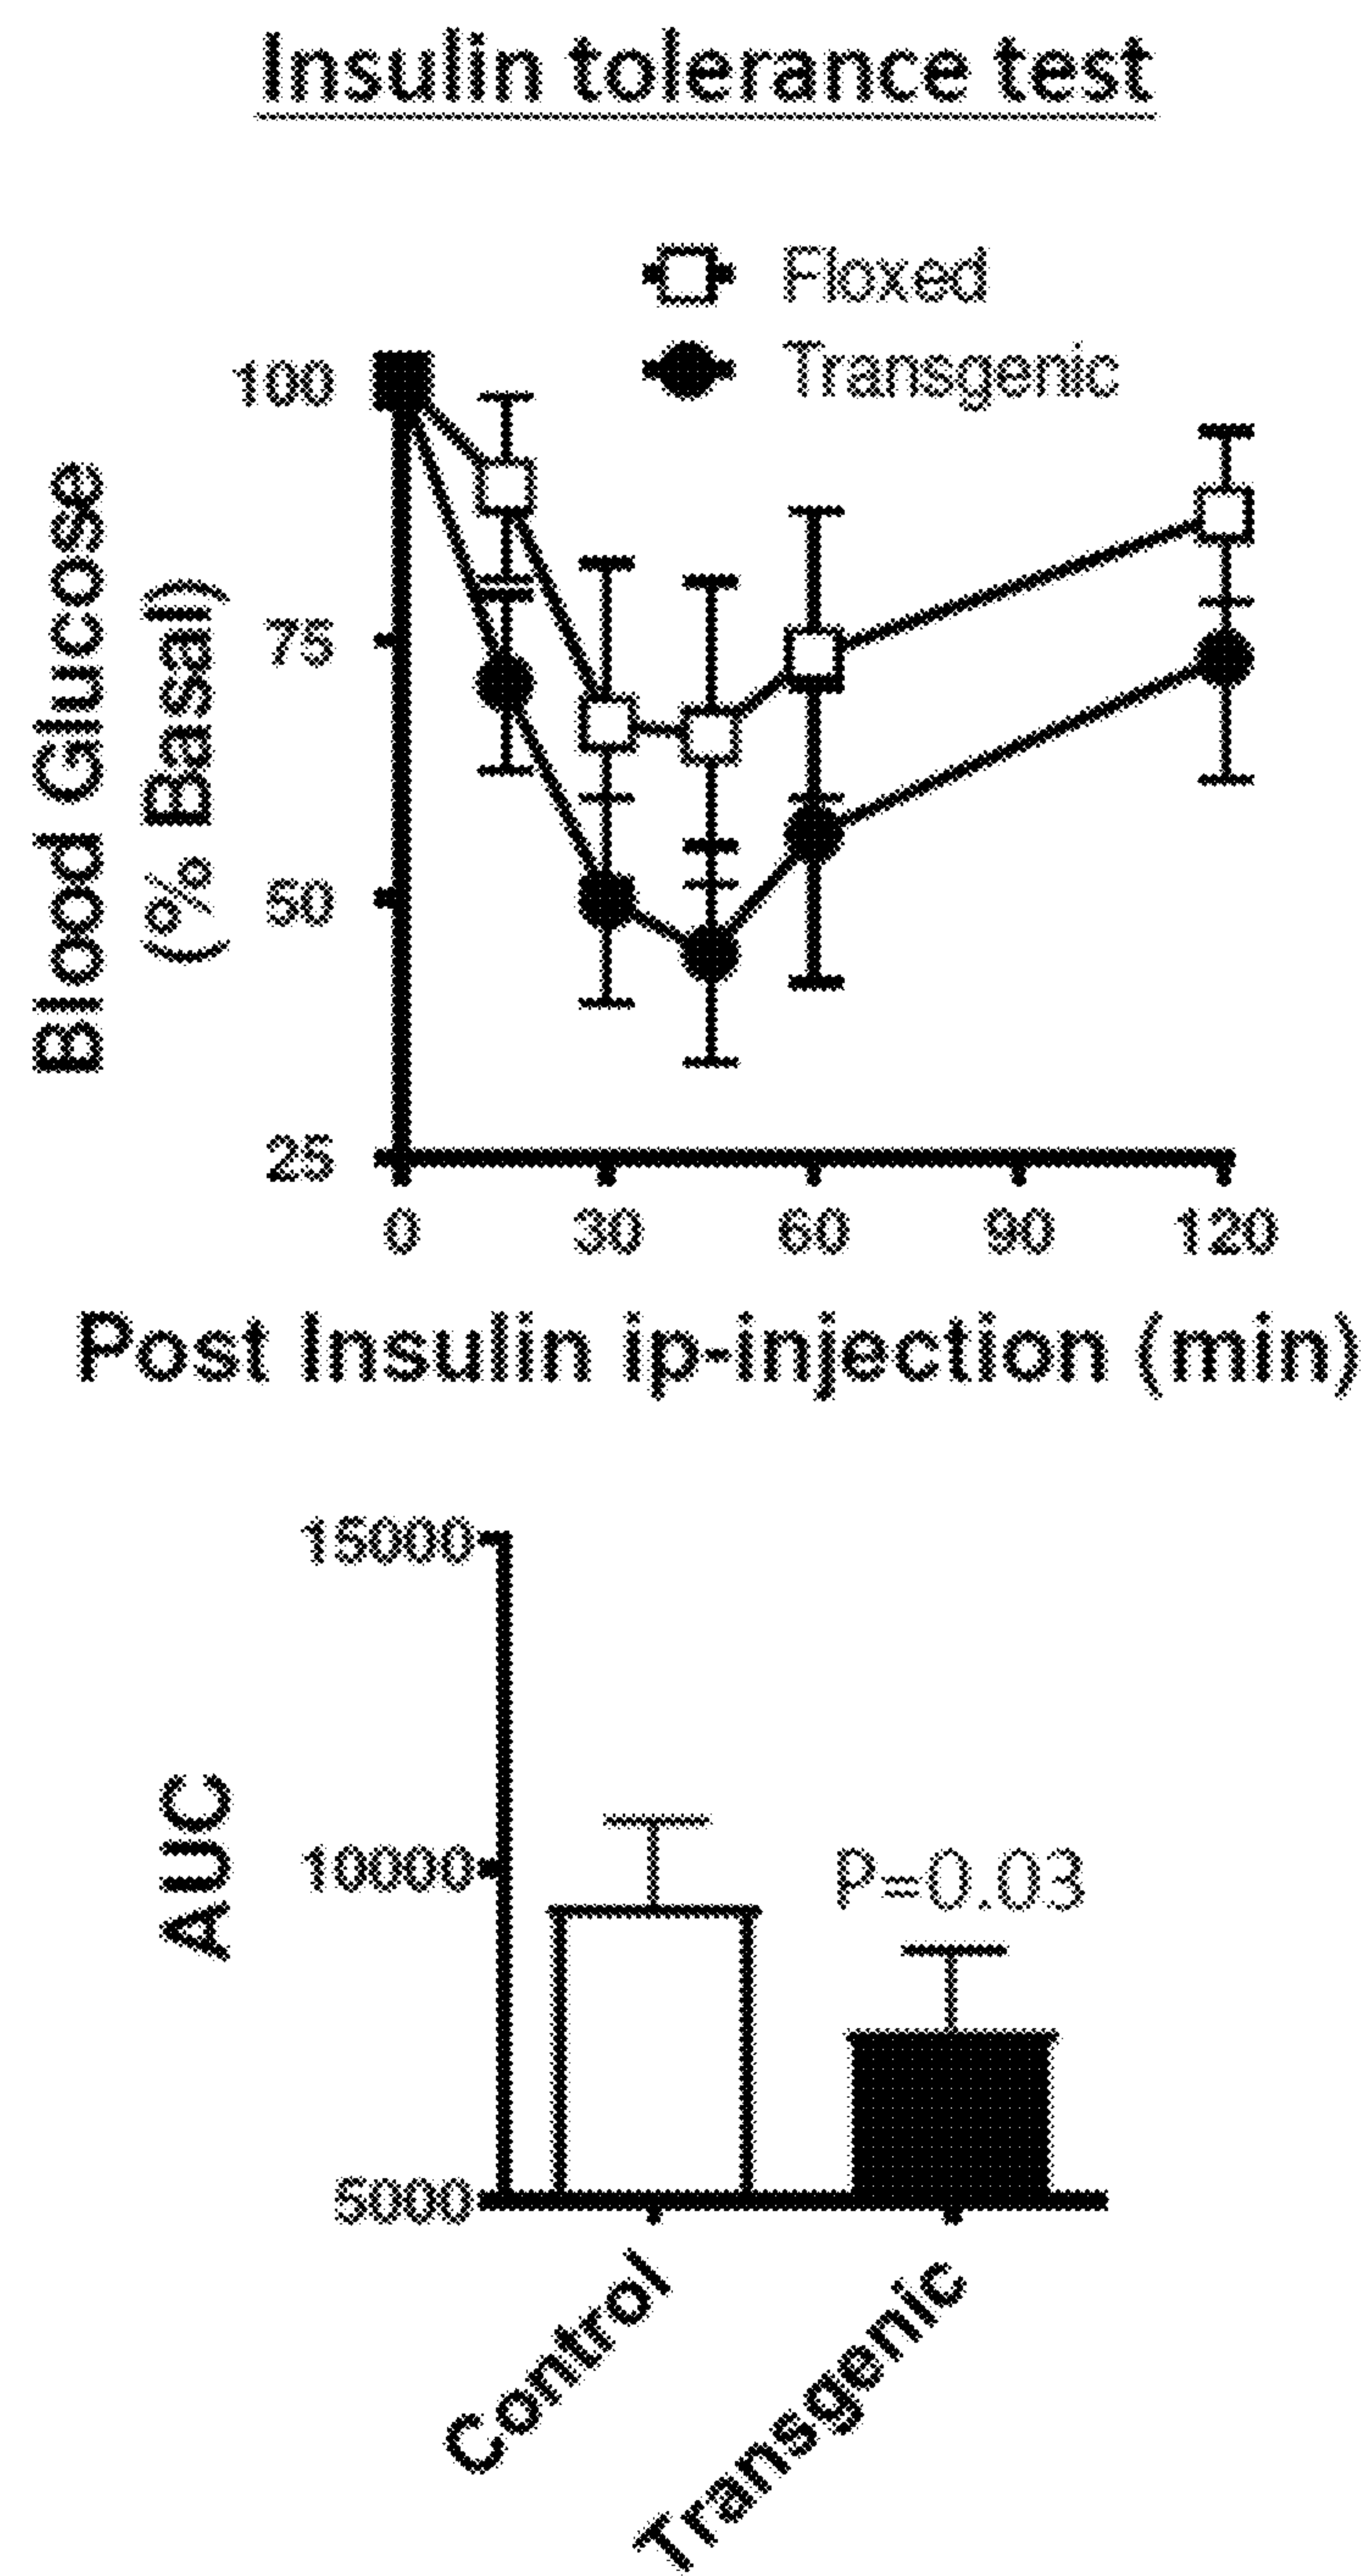 Insulin tolerance test
Floxed
Transgenic
100
75
50
25
Blood Glucose
(% Basal)
0 30 60 90 120
Post Insulin ip-injection (min)
15000
10000
5000
AUC
P=0.03
Control
Transgenic